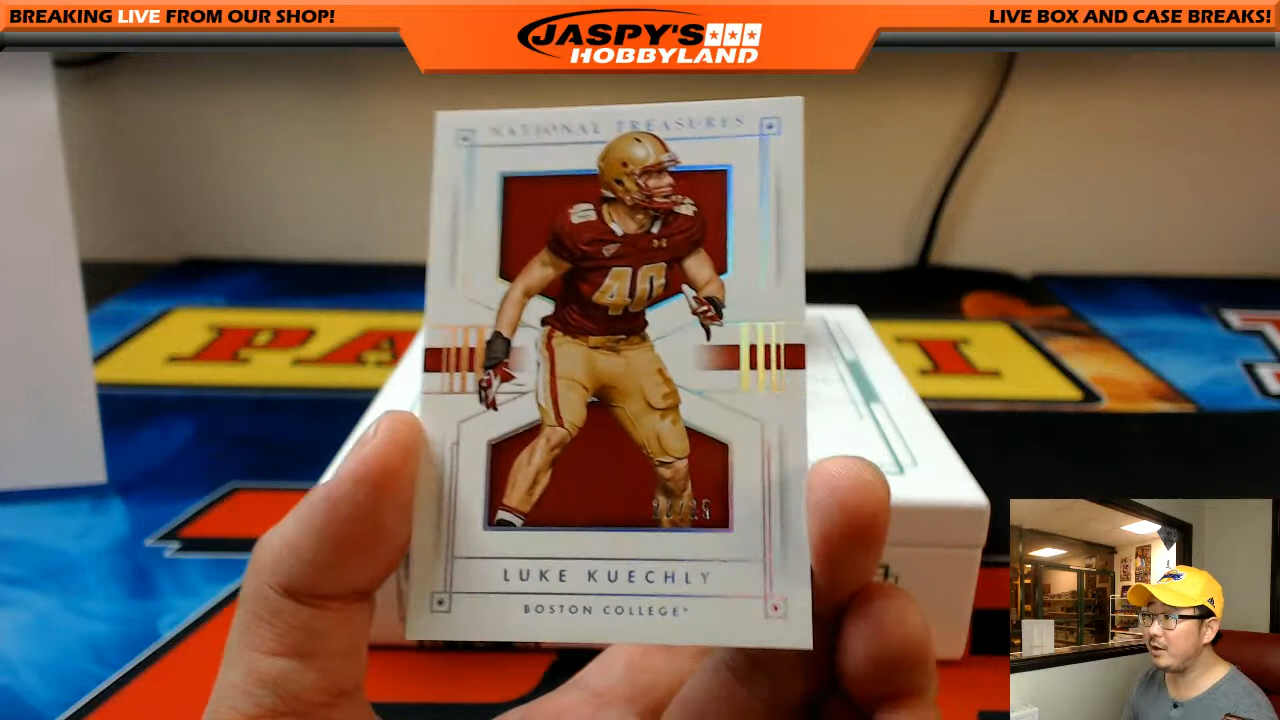 BREAKING LIVE FROM OUR SHOP!
JASPY'S
HOBBYLAND
LIVE BOX AND CASE BREAKS!
NATIONAL TREASURES
40
PA
I
LUKE KUECHLY
BOSTON COLLEGE